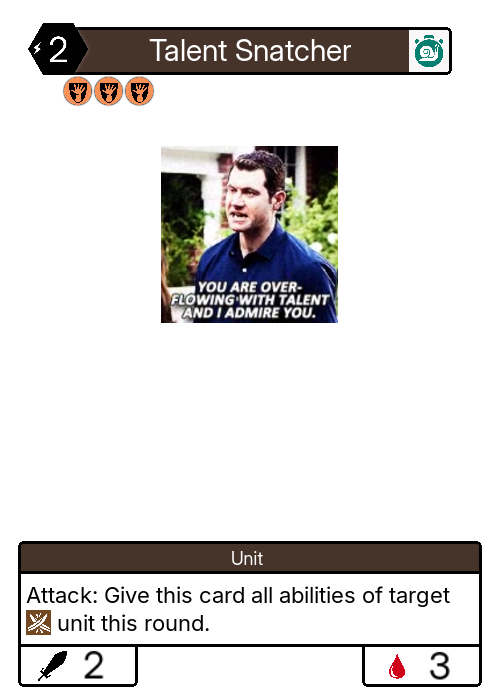 2
Talent Snatcher
YOU ARE OVER-
FLOWING WITH TALENT
AND I ADMIRE YOU.
Unit
Attack: Give this card all abilities of target
unit this round.
2
3